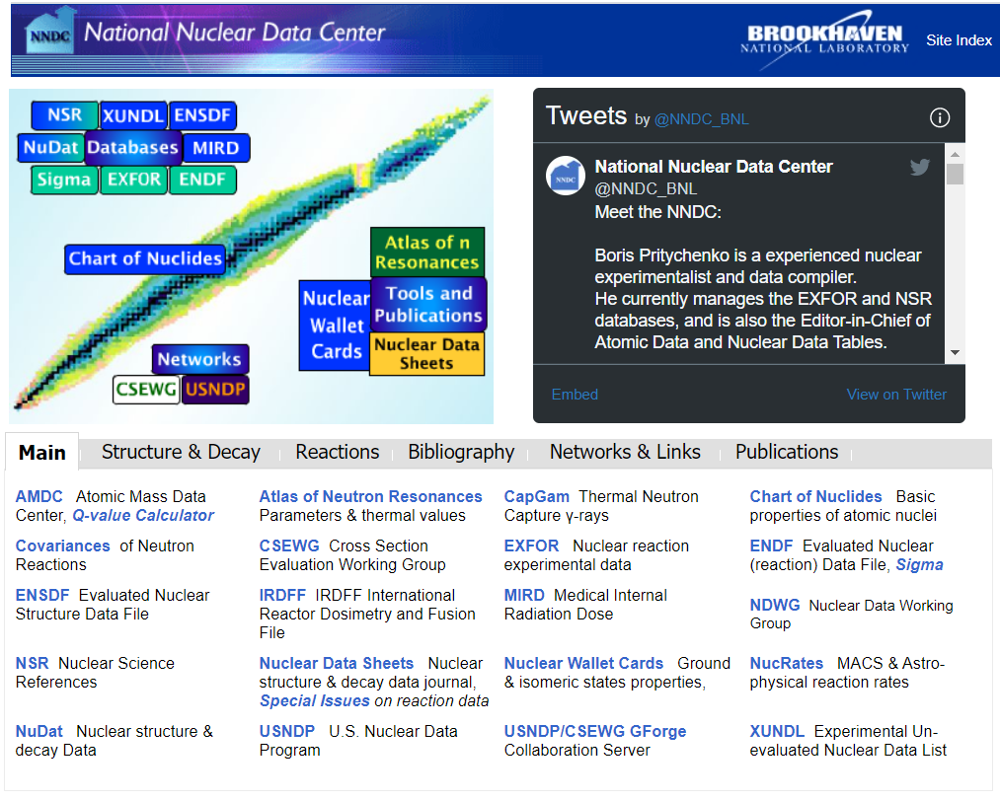 NNDC National Nuclear Data Center
BROOKHAVEN
NATIONAL LABORATORY
Site Index
NSR XUNDL ENSDF
NuDat Databases MIRD
Sigma EXFOR ENDF
Chart of Nuclides
Atlas of n
Resonances
Nuclear
Wallet
Cards
Tools and
Publications
Nuclear Data
Sheets
Networks
CSEWG USNDP
Tweets by @NNDC_BNL
NNDC
National Nuclear Data Center
@NNDC_BNL
Meet the NNDC:
Boris Pritychenko is a experienced nuclear
experimentalist and data compiler.
He currently manages the EXFOR and NSR
databases, and is also the Editor-in-Chief of
Atomic Data and Nuclear Data Tables.
Embed View on Twitter
Main Structure & Decay Reactions Bibliography Networks & Links Publications
AMDC Atomic Mass Data
Center, Q-value Calculator
Atlas of Neutron Resonances
Parameters & thermal values
CapGam Thermal Neutron
Capture γ-rays
Chart of Nuclides Basic
properties of atomic nuclei
Covariances of Neutron
Reactions
CSEWG Cross Section
Evaluation Working Group
EXFOR Nuclear reaction
experimental data
ENDF Evaluated Nuclear
(reaction) Data File, Sigma
ENSDF Evaluated Nuclear
Structure Data File
IRDFF IRDFF International
Reactor Dosimetry and Fusion
File
MIRD Medical Internal
Radiation Dose
NDWG Nuclear Data Working
Group
NSR Nuclear Science
References
Nuclear Data Sheets Nuclear
structure & decay data journal,
Special Issues on reaction data
Nuclear Wallet Cards Ground
& isomeric states properties,
NucRates MACS & Astro-
physical reaction rates
NuDat Nuclear structure &
decay Data
USNDP U.S. Nuclear Data
Program
USNDP/CSEWG GForge
Collaboration Server
XUNDL Experimental Un-
evaluated Nuclear Data List